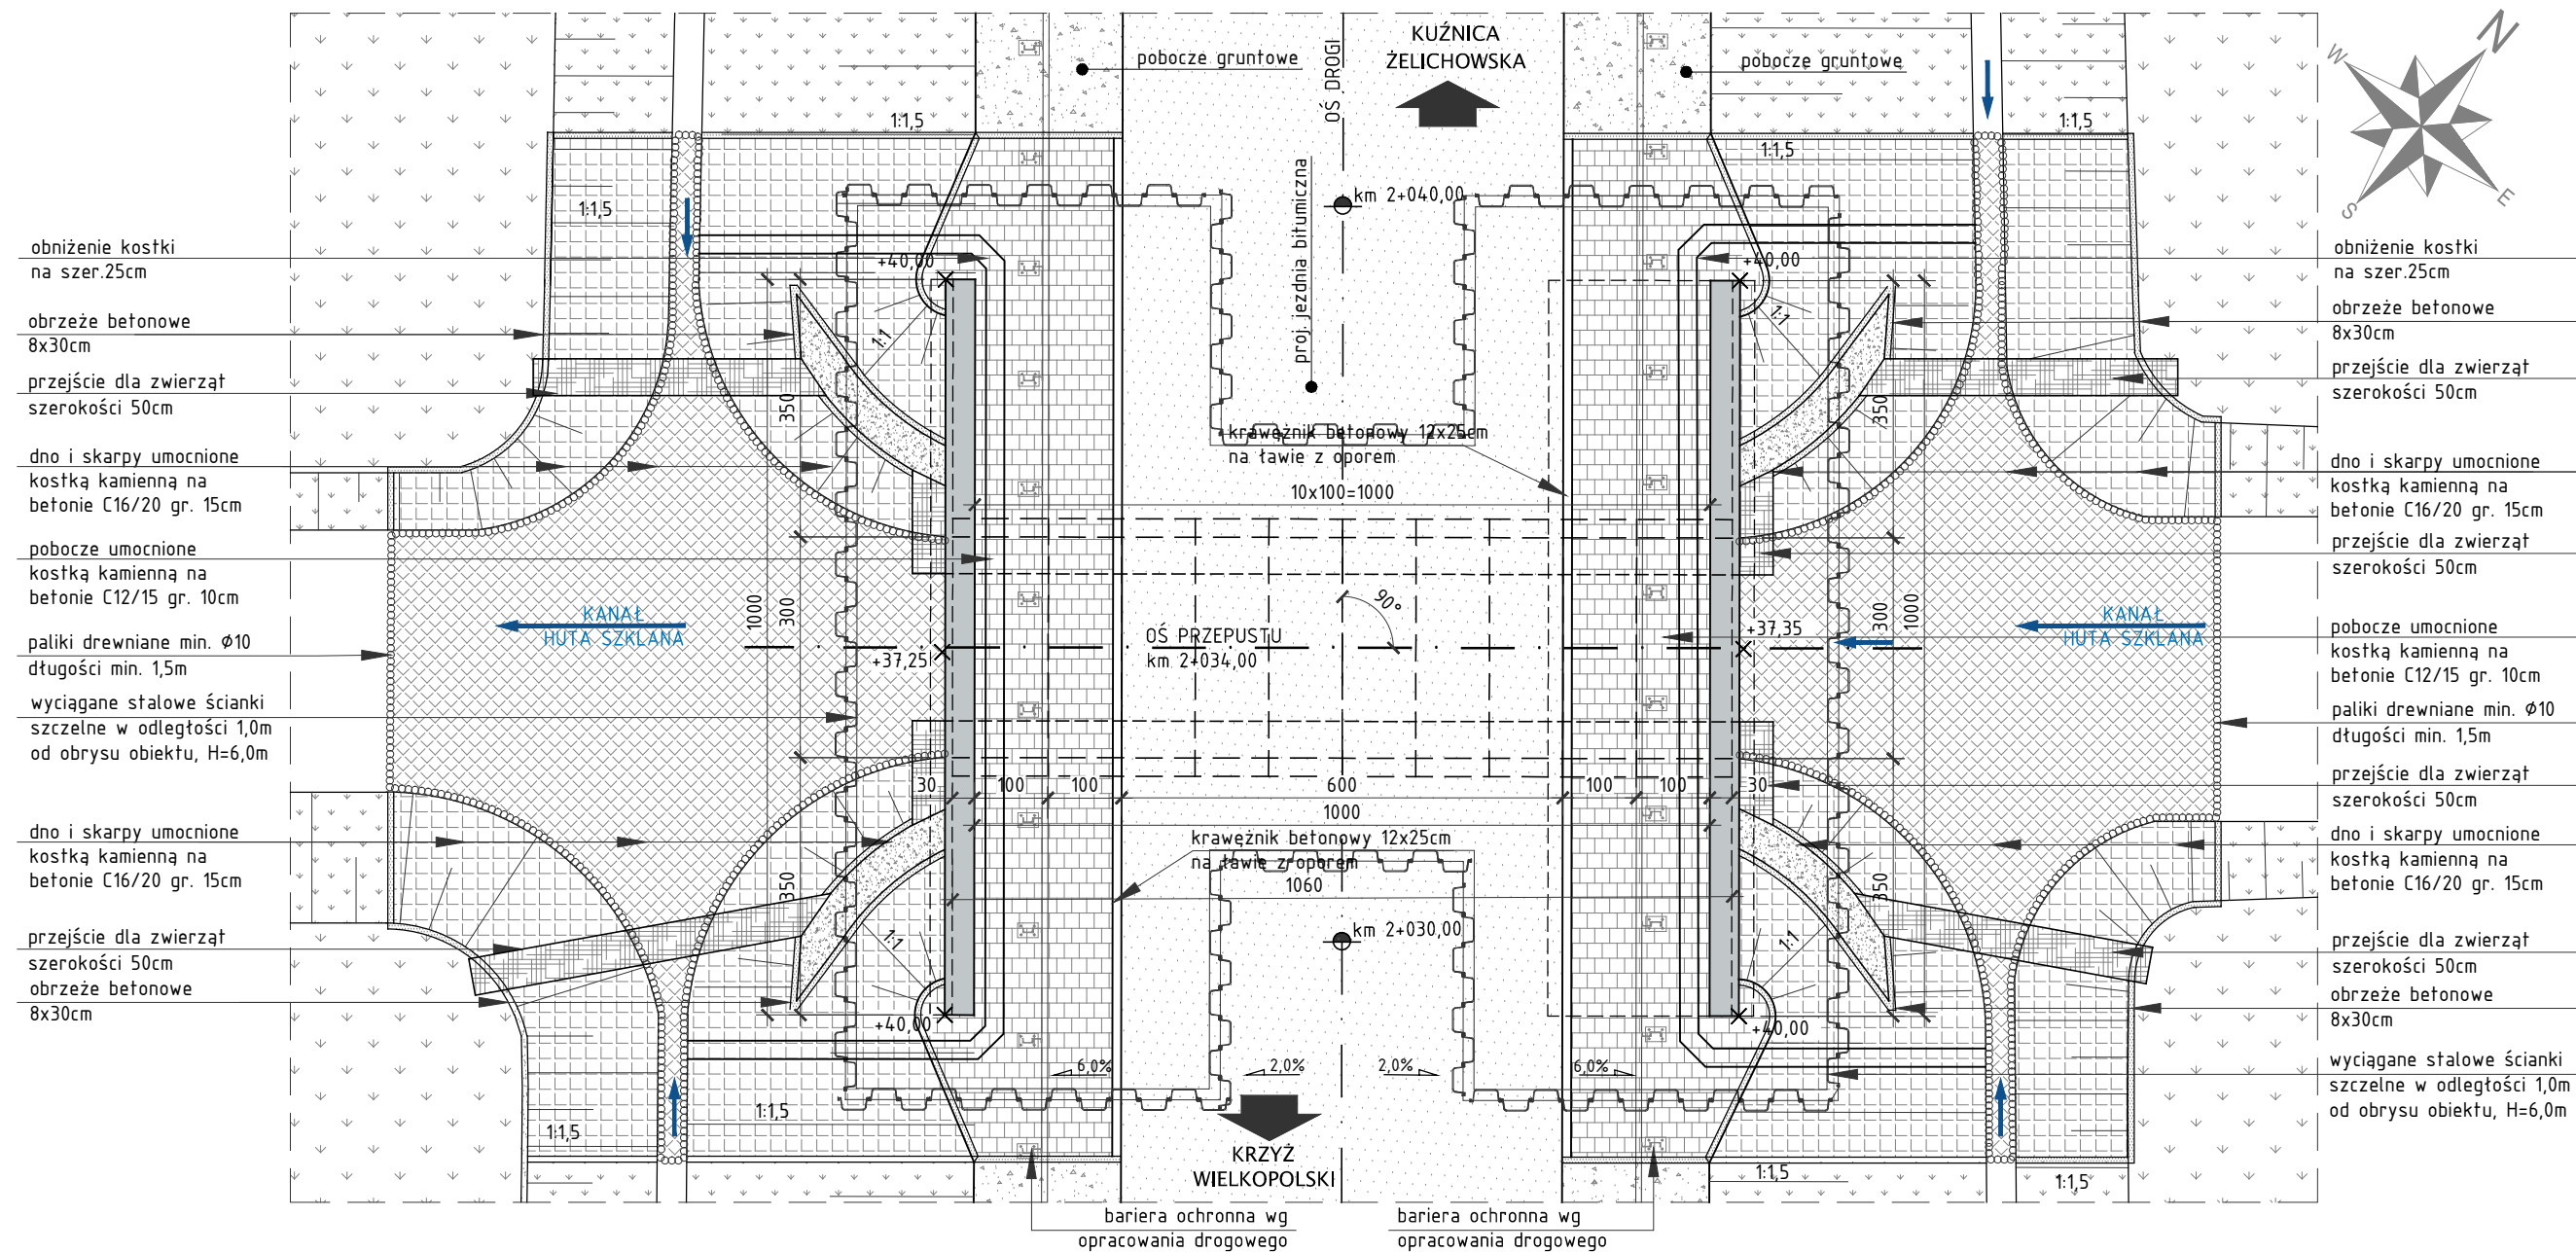 KUŹNICA
ŻELICHOWSKA
OŚ DROGI
pobocze gruntowe
pobocze gruntowe
N
W
S
E
1:1,5
1:1,5
1:1,5
1:1,5
km 2+040,00
proj. jezdnia bitumiczna
obniżenie kostki
na szer.25cm
obrzeże betonowe
8x30cm
przejście dla zwierząt
szerokości 50cm
dno i skarpy umocnione
kostką kamienną na
betonie C16/20 gr. 15cm
pobocze umocnione
kostką kamienną na
betonie C12/15 gr. 10cm
paliki drewniane min. Ø10
długości min. 1,5m
wyciągane stalowe ścianki
szczelne w odległości 1,0m
od obrysu obiektu, H=6,0m
dno i skarpy umocnione
kostką kamienną na
betonie C16/20 gr. 15cm
przejście dla zwierząt
szerokości 50cm
obrzeże betonowe
8x30cm
+40,00
+40,00
1:1
1:1
350
350
krawężnik betonowy 12x25cm
na ławie z oporem
10x100=1000
90°
KANAŁ
HUTA SZKLANA
1000
300
+37,25
OŚ PRZEPUSTU
km 2+034,00
+37,35
300
1000
KANAŁ
HUTA SZKLANA
30
100
100
600
100
100
30
1000
krawężnik betonowy 12x25cm
na ławie z oporem
1060
350
350
1:1
1:1
km 2+030,00
+40,00
+40,00
6,0%
2,0%
2,0%
6,0%
1:1,5
1:1,5
1:1,5
1:1,5
KRZYŻ
WIELKOPOLSKI
bariera ochronna wg
opracowania drogowego
bariera ochronna wg
opracowania drogowego
obniżenie kostki
na szer.25cm
obrzeże betonowe
8x30cm
przejście dla zwierząt
szerokości 50cm
dno i skarpy umocnione
kostką kamienną na
betonie C16/20 gr. 15cm
przejście dla zwierząt
szerokości 50cm
pobocze umocnione
kostką kamienną na
betonie C12/15 gr. 10cm
paliki drewniane min. Ø10
długości min. 1,5m
przejście dla zwierząt
szerokości 50cm
dno i skarpy umocnione
kostką kamienną na
betonie C16/20 gr. 15cm
przejście dla zwierząt
szerokości 50cm
obrzeże betonowe
8x30cm
wyciągane stalowe ścianki
szczelne w odległości 1,0m
od obrysu obiektu, H=6,0m